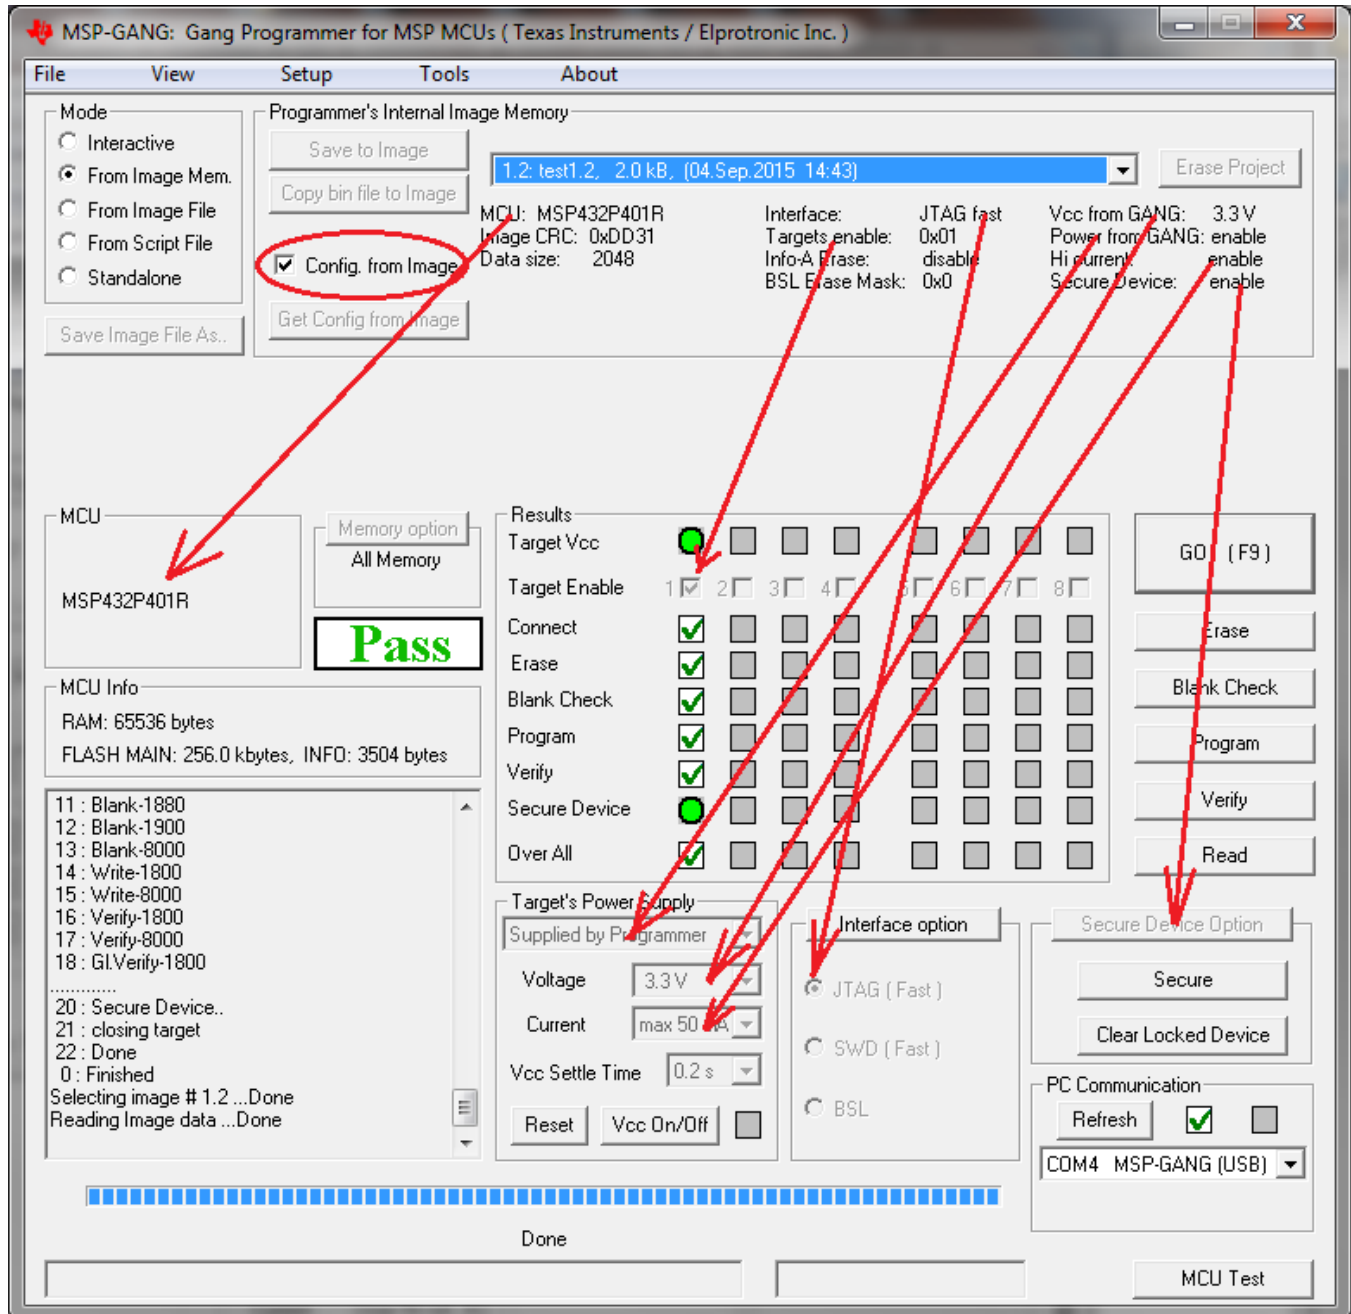 MSP-GANG: Gang Programmer for MSP MCUs ( Texas Instruments / Elprotronic Inc. )
File View Setup Tools About
Mode
Interactive
From Image Mem.
From Image File
From Script File
Standalone
Save Image File As..
Programmer's Internal Image Memory
Save to Image
Copy bin file to Image
Config. from Image
Get Config from Image
1.2: test1.2, 2.0 kB, (04.Sep.2015 14:43)
Erase Project
MCU: MSP432P401R
Image CRC: 0xDD31
Data size: 2048
Interface: JTAG fast
Targets enable: 0x01
Info-A Erase: disable
BSL Erase Mask: 0x0
Vcc from GANG: 3.3 V
Power from GANG: enable
Hi current: enable
Secure Device: enable
MCU
MSP432P401R
Memory option
All Memory
Pass
MCU Info
RAM: 65536 bytes
FLASH MAIN: 256.0 kbytes, INFO: 3504 bytes
11 : Blank-1880
12 : Blank-1900
13 : Blank-8000
14 : Write-1800
15 : Write-8000
16 : Verify-1800
17 : Verify-8000
18 : Gl.Verify-1800
.............
20 : Secure Device..
21 : closing target
22 : Done
0 : Finished
Selecting image # 1.2 ...Done
Reading Image data ...Done
Results
Target Vcc
Target Enable 1 2 3 4 5 6 7 8
Connect
Erase
Blank Check
Program
Verify
Secure Device
Over All
GO ( F9 )
Erase
Blank Check
Program
Verify
Read
Target's Power Supply
Supplied by Programmer
Voltage 3.3 V
Current max 50 mA
Vcc Settle Time 0.2 s
Reset Vcc On/Off
Interface option
JTAG ( Fast )
SWD ( Fast )
BSL
Secure Device Option
Secure
Clear Locked Device
PC Communication
Refresh
COM4 MSP-GANG (USB)
Done
MCU Test